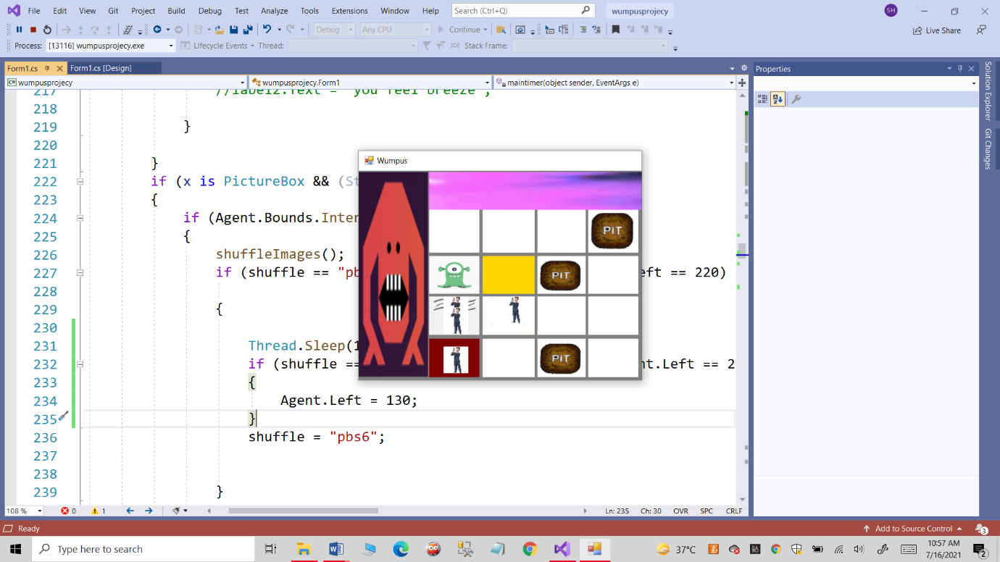 File Edit View Git Project Build Debug Test Analyze Tools Extensions Window Help Search (Ctrl+Q) wumpusprojecy SH
Debug Any CPU Continue Live Share
Process: [13116] wumpusprojecy.exe Lifecycle Events Thread: Stack Frame:
Form1.cs Form1.cs [Design] Properties
wumpusprojecy wumpusprojecy.Form1 maintimer(object sender, EventArgs e)
Solution Explorer
Git Changes
217 //label2.Text = "you feel breeze";
218
219 }
220
221 }
222 if (x is PictureBox && (St
223 {
224 if (Agent.Bounds.Inter
225 {
226 shuffleImages();
227 if (shuffle == "pb eft == 220)
228
229 {
230
231 Thread.Sleep(1
232 if (shuffle == nt.Left == 2
233 {
234 Agent.Left = 130;
235 }
236 shuffle = "pbs6";
237
238
239 }
Wumpus
PIT
PIT
PIT
108 % 0 1 Ln: 235 Ch: 30 OVR SPC CRLF
Ready Add to Source Control 3
Type here to search 37°C 10:57 AM
7/16/2021 2